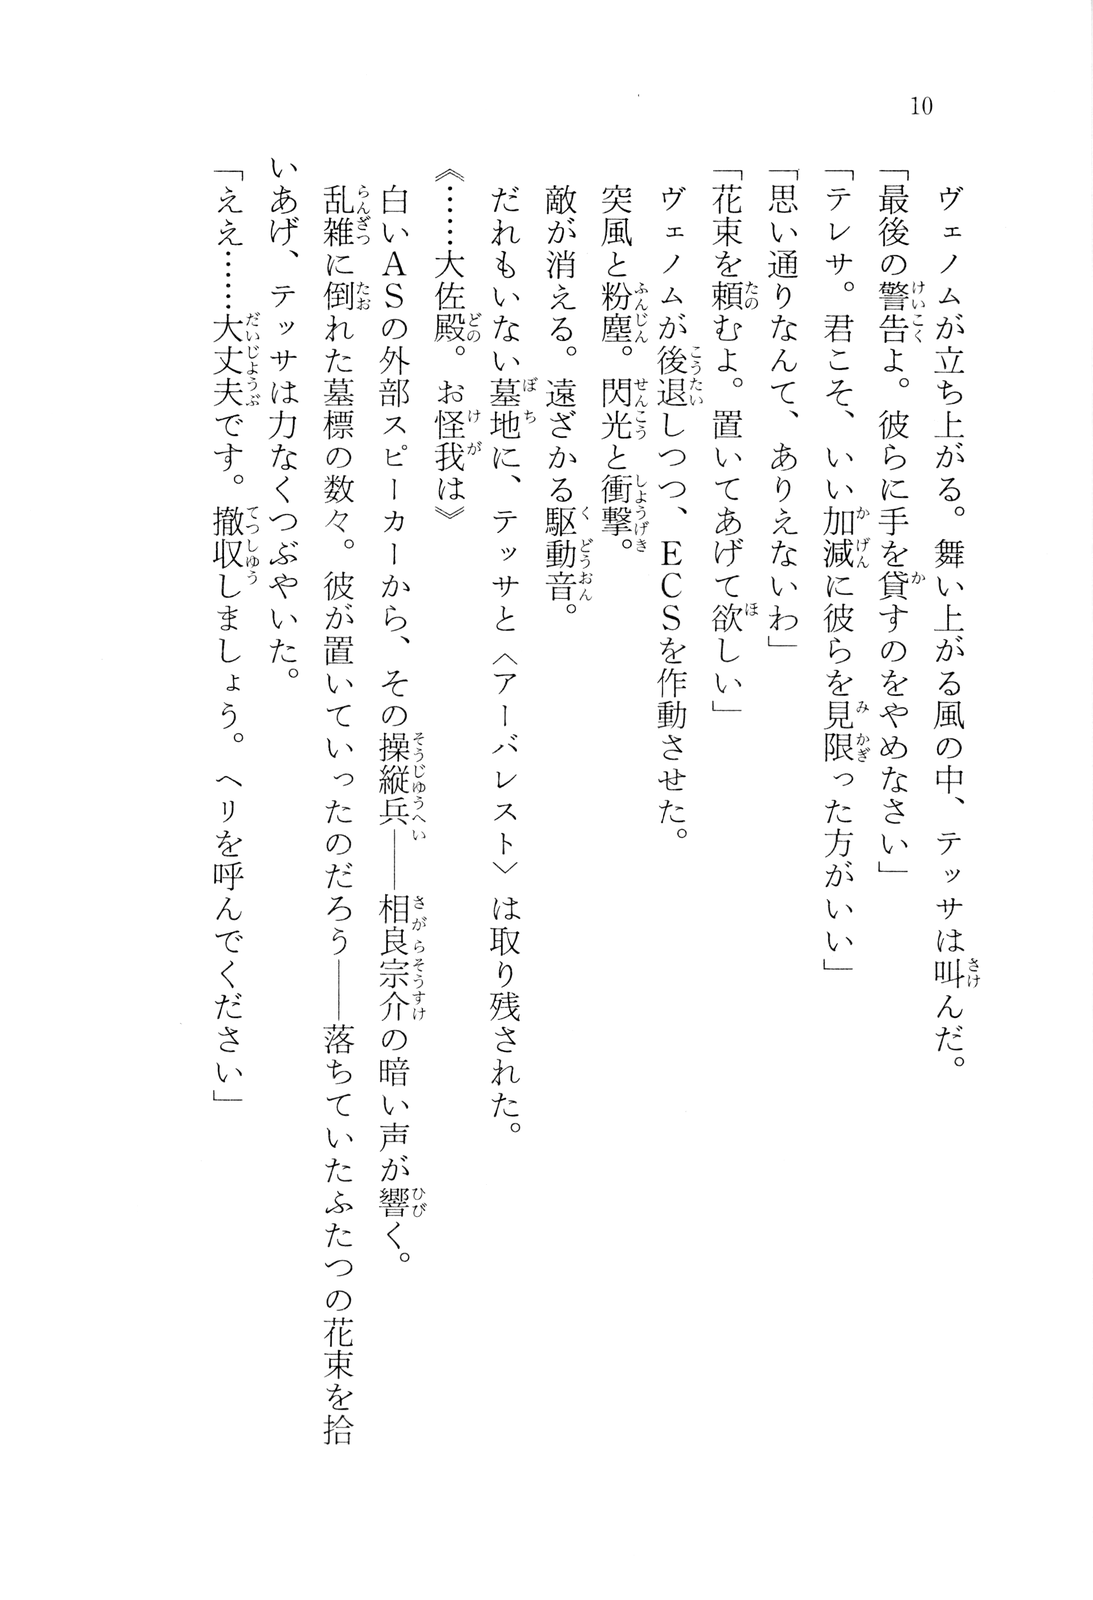 10
ヴェノムが立ち上がる。舞い上がる風の中、テッサは叫んだ。
「最後の警告よ。彼らに手を貸すのをやめなさい」
「テレサ。君こそ、いい加減に彼らを見限った方がいい」
「思い通りなんて、ありえないわ」
「花束を頼むよ。置いてあげて欲しい」
ヴェノムが後退しつつ、ECSを作動させた。
突風と粉塵。閃光と衝撃。
敵が消える。遠ざかる駆動音。
だれもいない墓地に、テッサと〈アーバレスト〉は取り残された。
《……大佐殿。お怪我は》
白いASの外部スピーカーから、その操縦兵――相良宗介の暗い声が響く。
乱雑に倒れた墓標の数々。彼が置いていったのだろう――落ちていたふたつの花束を拾
いあげ、テッサは力なくつぶやいた。
「ええ……大丈夫です。撤収しましょう。ヘリを呼んでください」